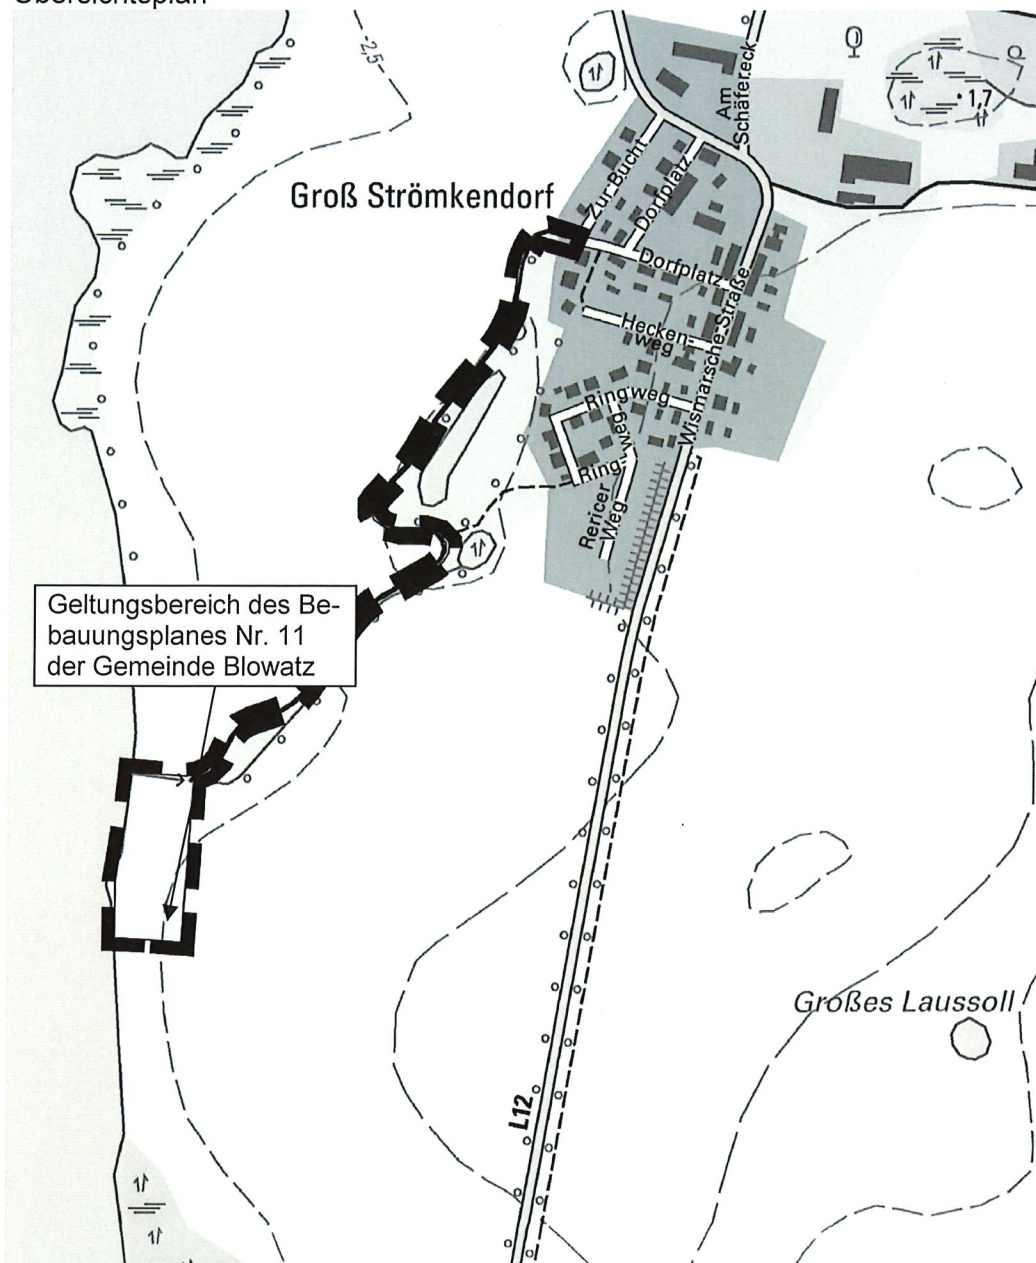 Übersichtsplan
2,5
Am
Schäfereck
1,7
Zur Bucht
Dorfplatz
Groß Strömkendorf
Dorfplatz
Hecken-
weg
Wismarsche Straße
Ringweg
weg
Ring-
Rericer
Weg
Geltungsbereich des Be-
bauungsplanes Nr. 11
der Gemeinde Blowatz
Großes Laussoll
L12